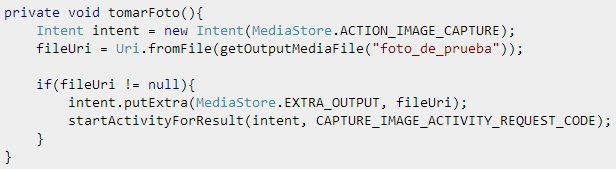 private void tomarFoto(){
    Intent intent = new Intent(MediaStore.ACTION_IMAGE_CAPTURE);
    fileUri = Uri.fromFile(getOutputMediaFile("foto_de_prueba"));

    if(fileUri != null){
        intent.putExtra(MediaStore.EXTRA_OUTPUT, fileUri);
        startActivityForResult(intent, CAPTURE_IMAGE_ACTIVITY_REQUEST_CODE);
    }
}